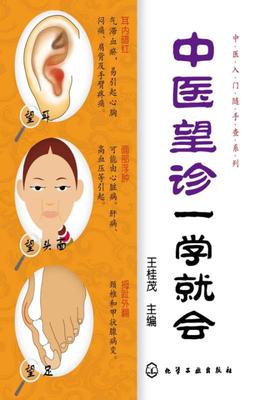 中·医·入·门·随·手·查·系·列
中医望诊一学就会
王桂茂 主编
化学工业出版社
耳内暗红
气滞血瘀，易引起心胸
闷痛、肩背及手臂疼痛。
望耳
面部浮肿
可能由心脏病、肝病、
高血压等引起。
望头面
拇趾外翻
颈椎和甲状腺病变。
望足